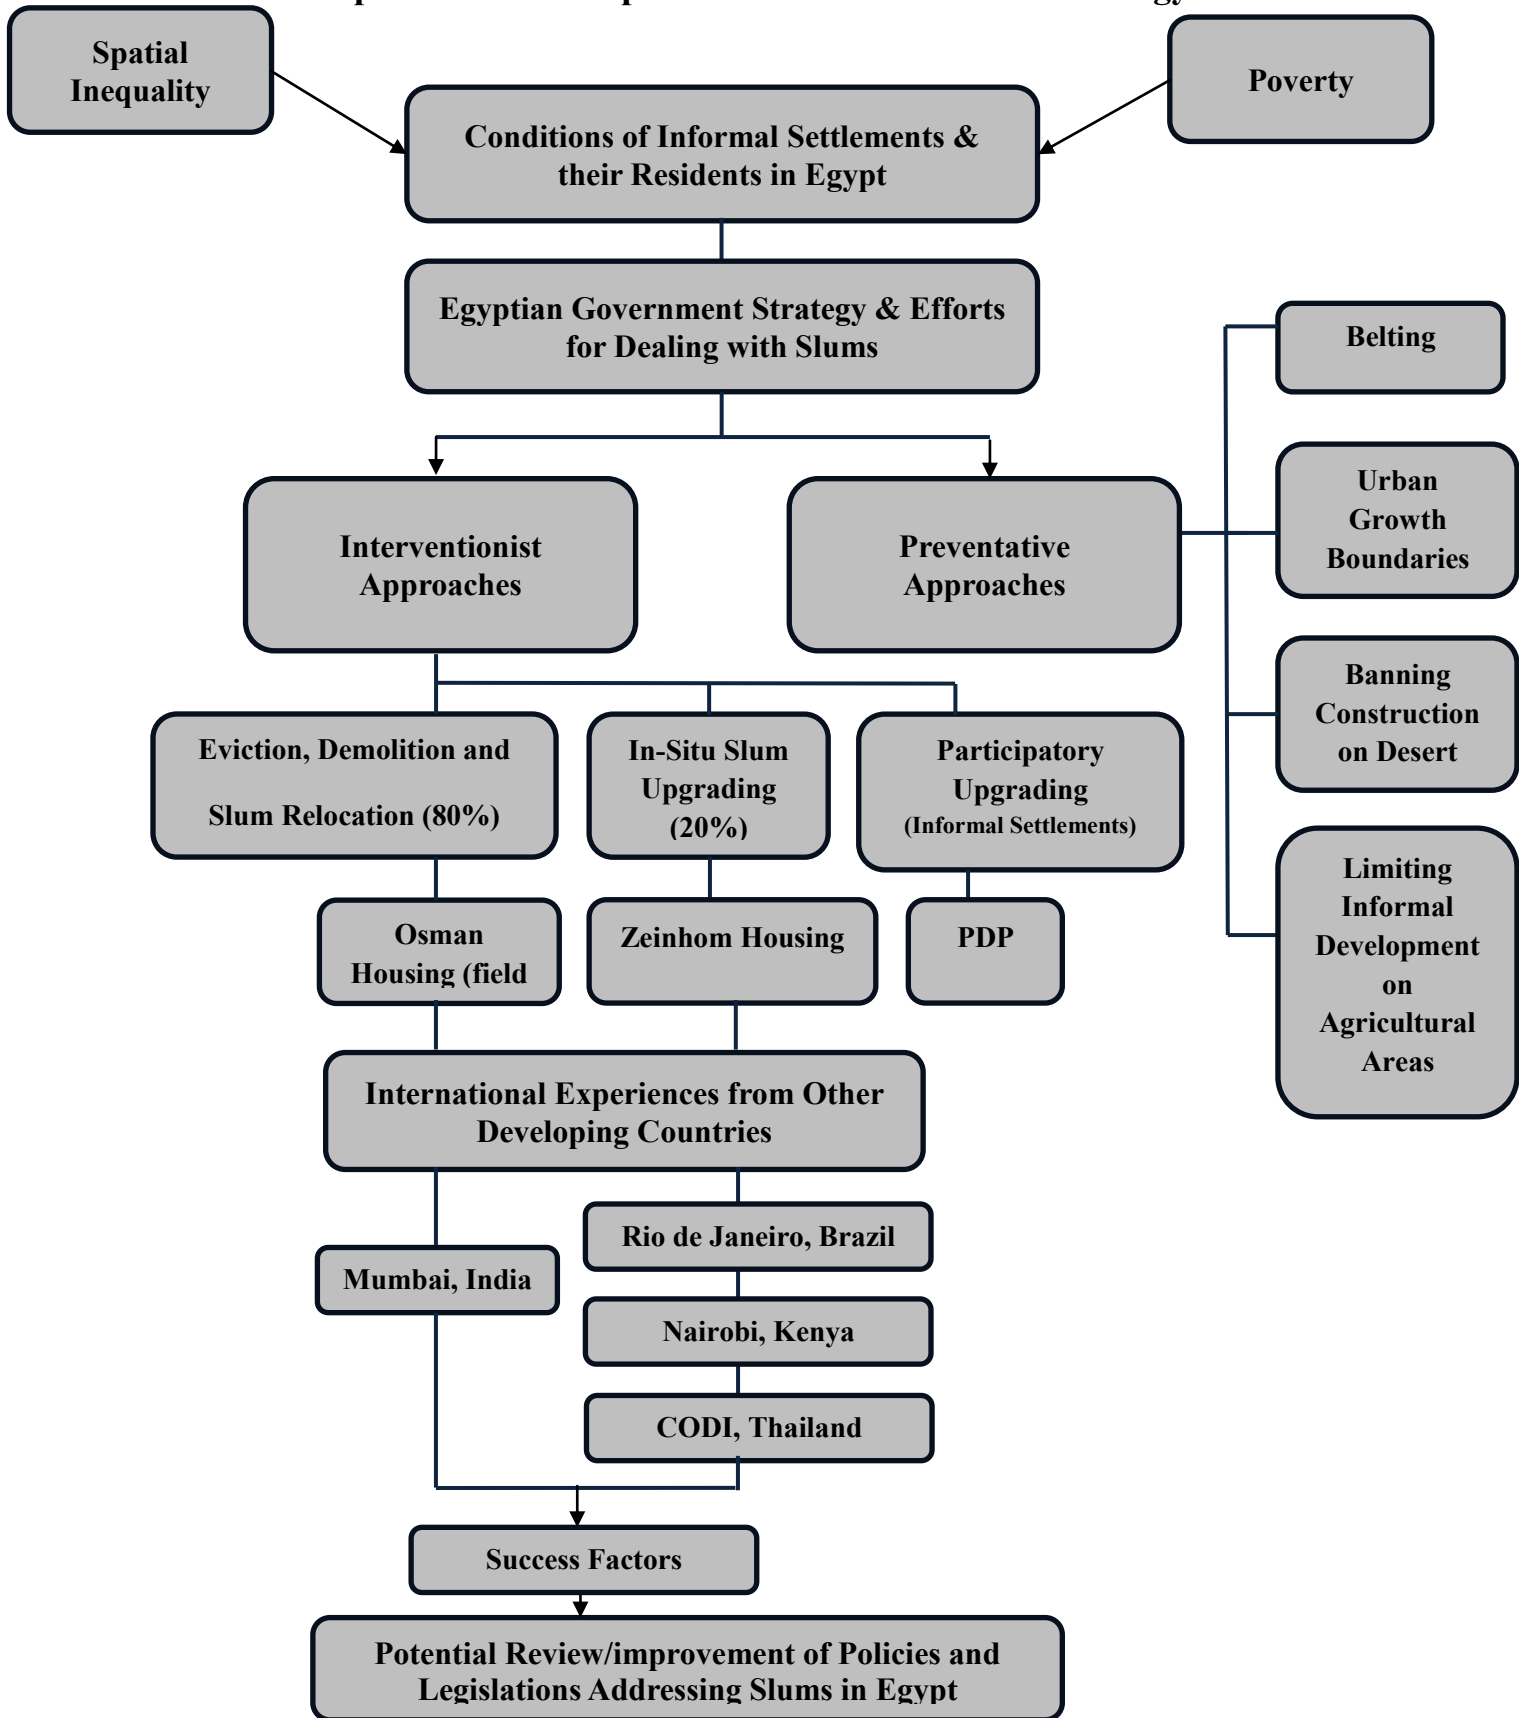 Spatial
Inequality
Poverty
Conditions of Informal Settlements &
their Residents in Egypt
Egyptian Government Strategy & Efforts
for Dealing with Slums
Belting
Urban
Growth
Boundaries
Interventionist
Approaches
Preventative
Approaches
Banning
Construction
on Desert
Eviction, Demolition and
Slum Relocation (80%)
In-Situ Slum
Upgrading
(20%)
Participatory
Upgrading
(Informal Settlements)
Limiting
Informal
Development
on
Agricultural
Areas
Osman
Housing (field
Zeinhom Housing
PDP
International Experiences from Other
Developing Countries
Rio de Janeiro, Brazil
Mumbai, India
Nairobi, Kenya
CODI, Thailand
Success Factors
Potential Review/improvement of Policies and
Legislations Addressing Slums in Egypt